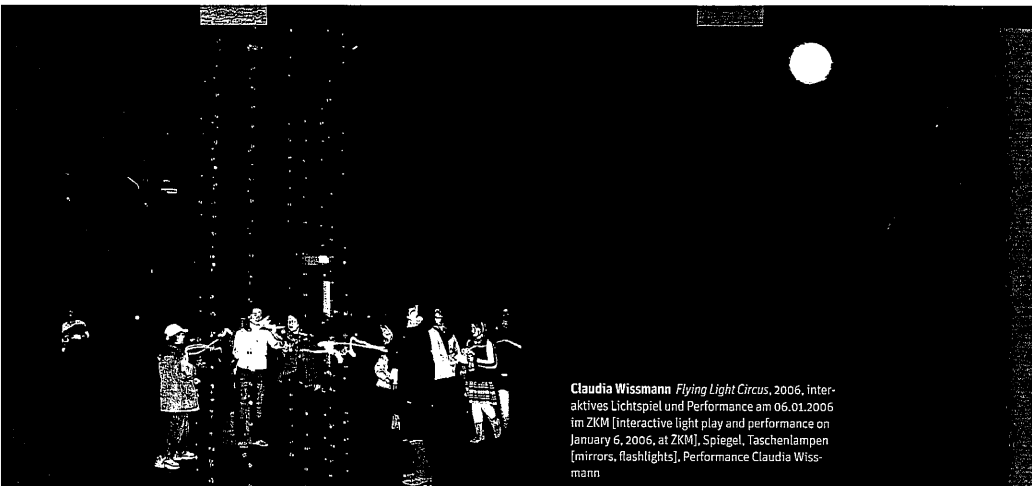 Claudia Wissmann Flying Light Circus, 2006, inter-
aktives Lichtspiel und Performance am 06.01.2006
im ZKM [interactive light play and performance on
January 6, 2006, at ZKM], Spiegel, Taschenlampen
[mirrors, flashlights], Performance Claudia Wiss-
mann